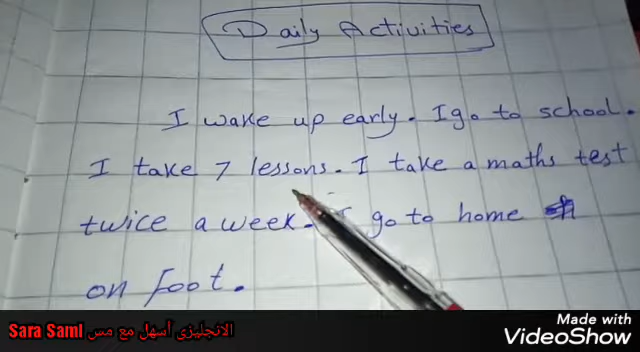 Daily Activities
I wake up early. I go to school.
I take 7 lessons. I take a maths test
twice a week. I go to home
on foot.
الانجليزي أسهل مع مس Sara Sami
Made with
VideoShow